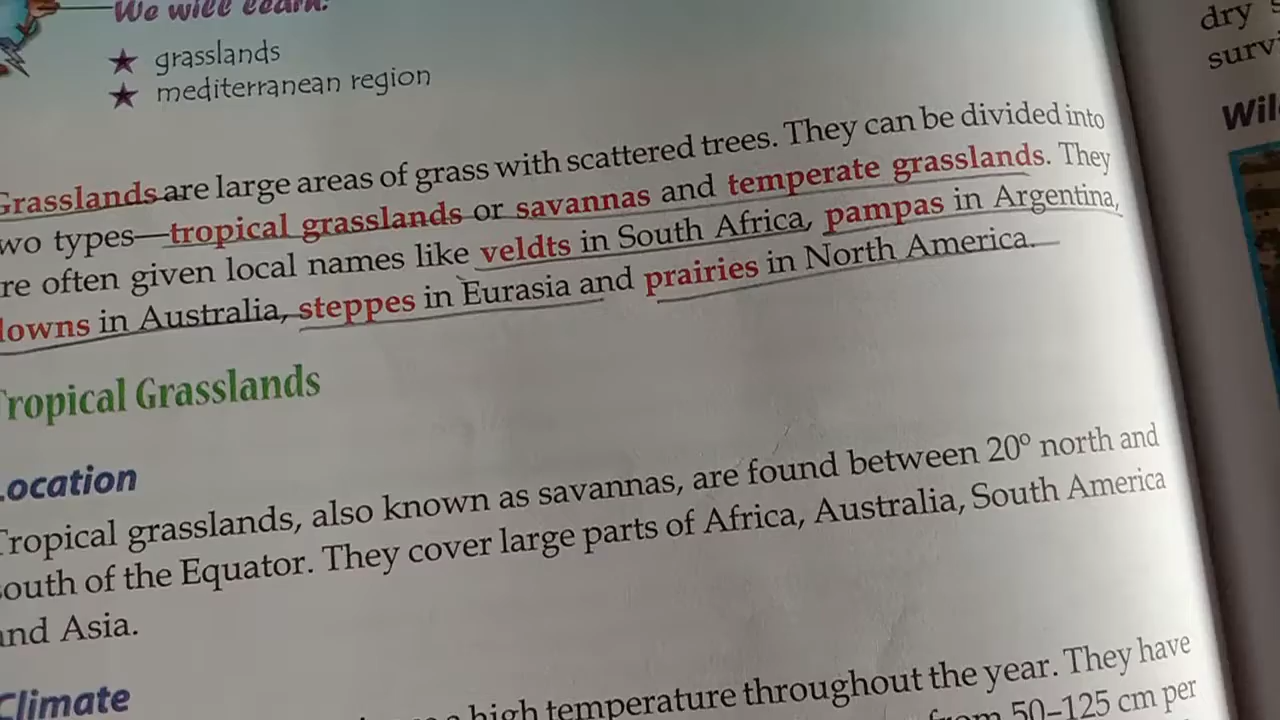 We will learn:
★ grasslands
★ mediterranean region
Grasslands are large areas of grass with scattered trees. They can be divided into
wo types—tropical grasslands or savannas and temperate grasslands. They
re often given local names like veldts in South Africa, pampas in Argentina,
downs in Australia, steppes in Eurasia and prairies in North America.
Tropical Grasslands
Location
Tropical grasslands, also known as savannas, are found between 20° north and
south of the Equator. They cover large parts of Africa, Australia, South America
and Asia.
Climate
high temperature throughout the year. They have
from 50–125 cm per
dry
surv
Wil